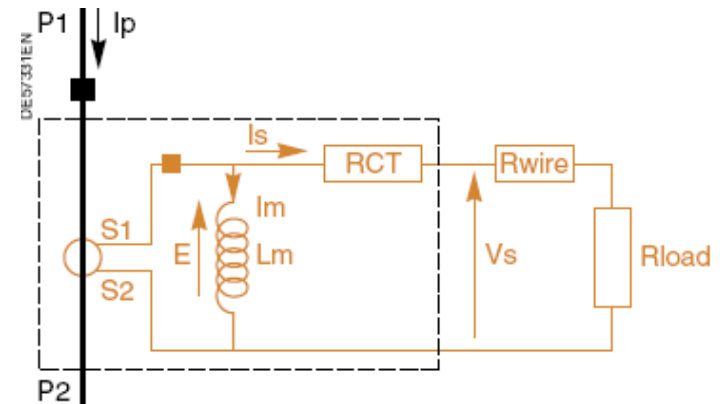 P1
Ip
DE57331EN
Is
RCT
Rwire
S1
Im
E
Lm
Vs
Rload
S2
P2